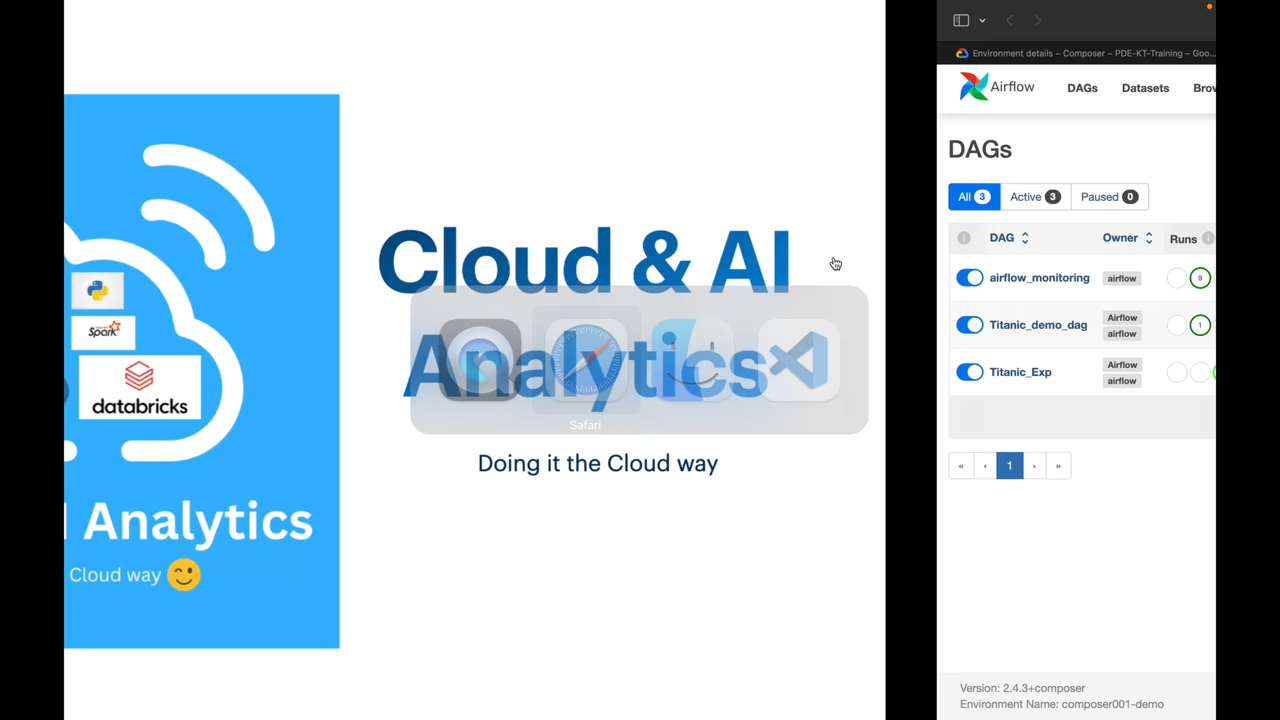 Spark
databricks
Analytics
Cloud way
Cloud & AI
Analytics
Safari
Doing it the Cloud way
Environment details – Composer – PDE-KT-Training – Goo...
Airflow
DAGs
Datasets
Brow
DAGs
All 3
Active 3
Paused 0
DAG
Owner
Runs
airflow_monitoring
airflow
9
Titanic_demo_dag
Airflow
airflow
1
Titanic_Exp
Airflow
airflow
« ‹ 1 › »
Version: 2.4.3+composer
Environment Name: composer001-demo